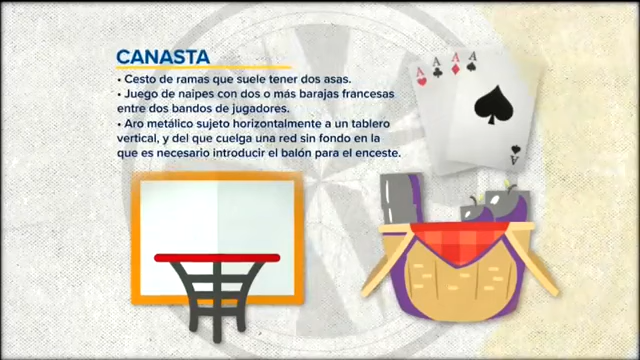 CANASTA
• Cesto de ramas que suele tener dos asas.
• Juego de naipes con dos o más barajas francesas
entre dos bandos de jugadores.
• Aro metálico sujeto horizontalmente a un tablero
vertical, y del que cuelga una red sin fondo en la
que es necesario introducir el balón para el enceste.
A A A A
A